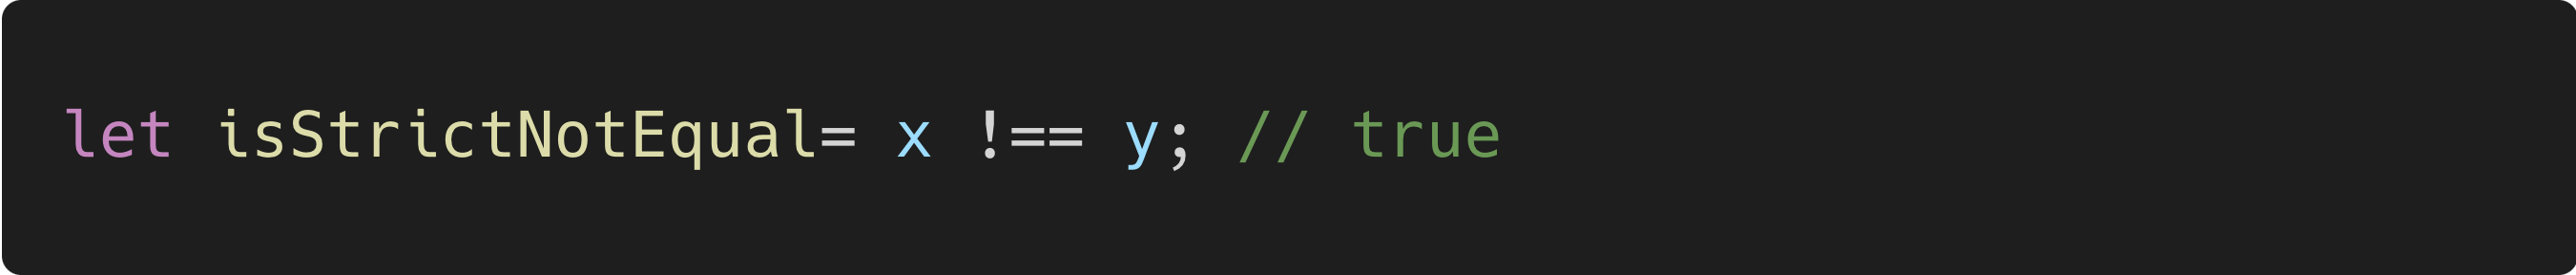 let isStrictNotEqual= x !== y; // true